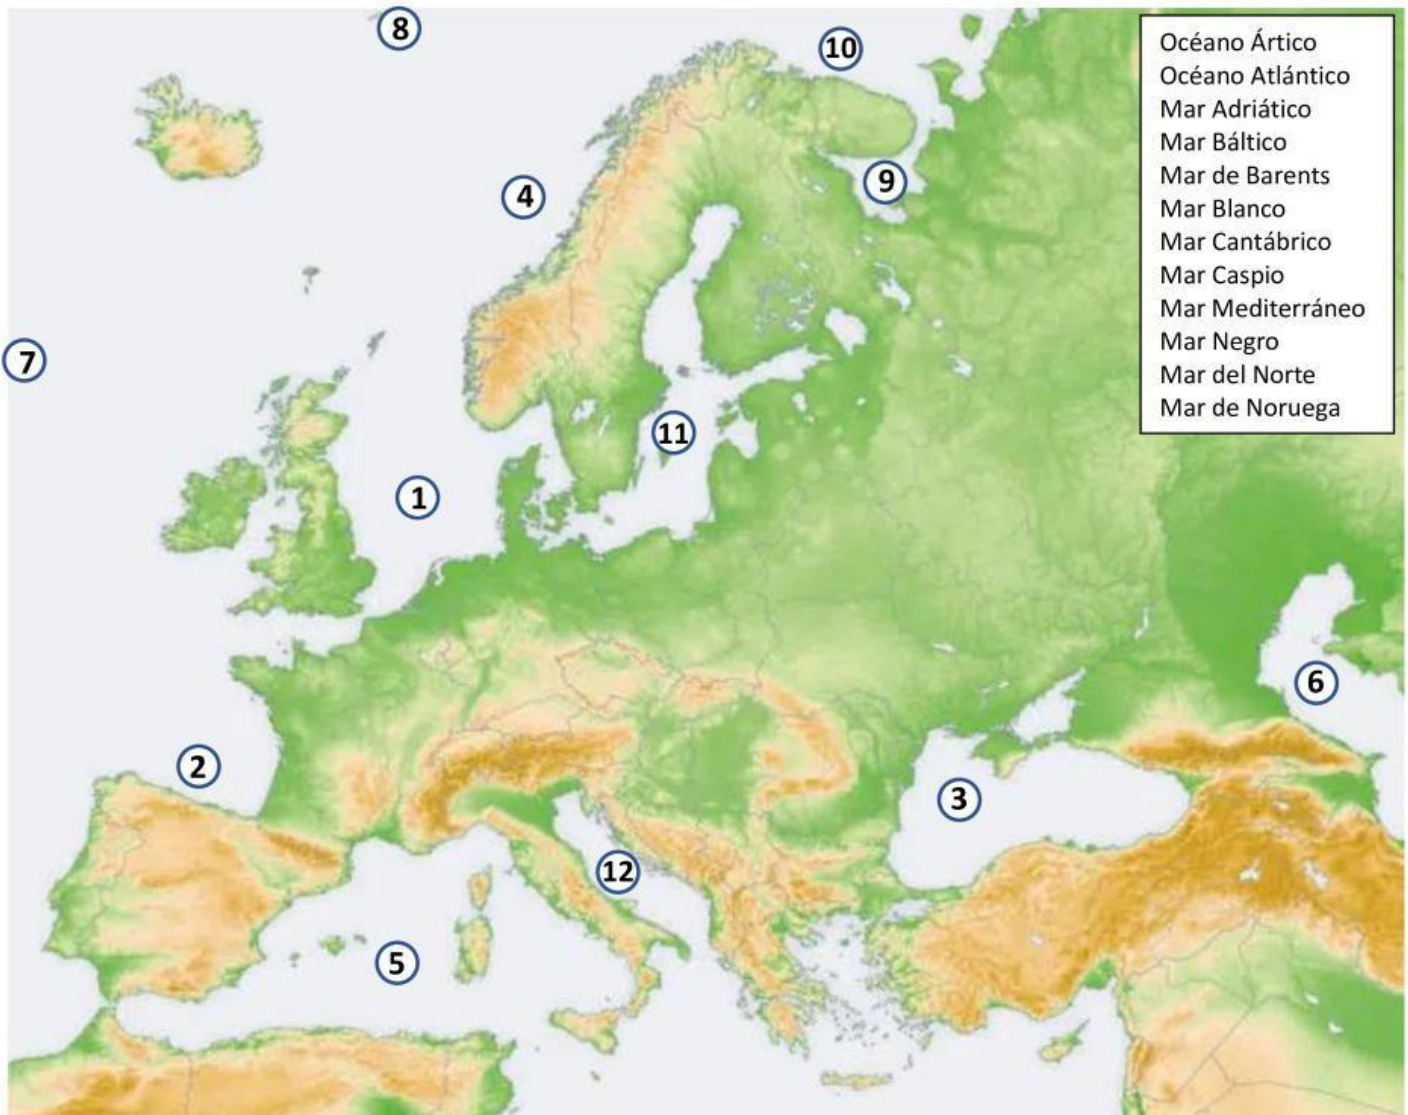 8
10
Océano Ártico
Océano Atlántico
Mar Adriático
Mar Báltico
Mar de Barents
Mar Blanco
Mar Cantábrico
Mar Caspio
Mar Mediterráneo
Mar Negro
Mar del Norte
Mar de Noruega
9
4
7
11
1
6
2
3
12
5